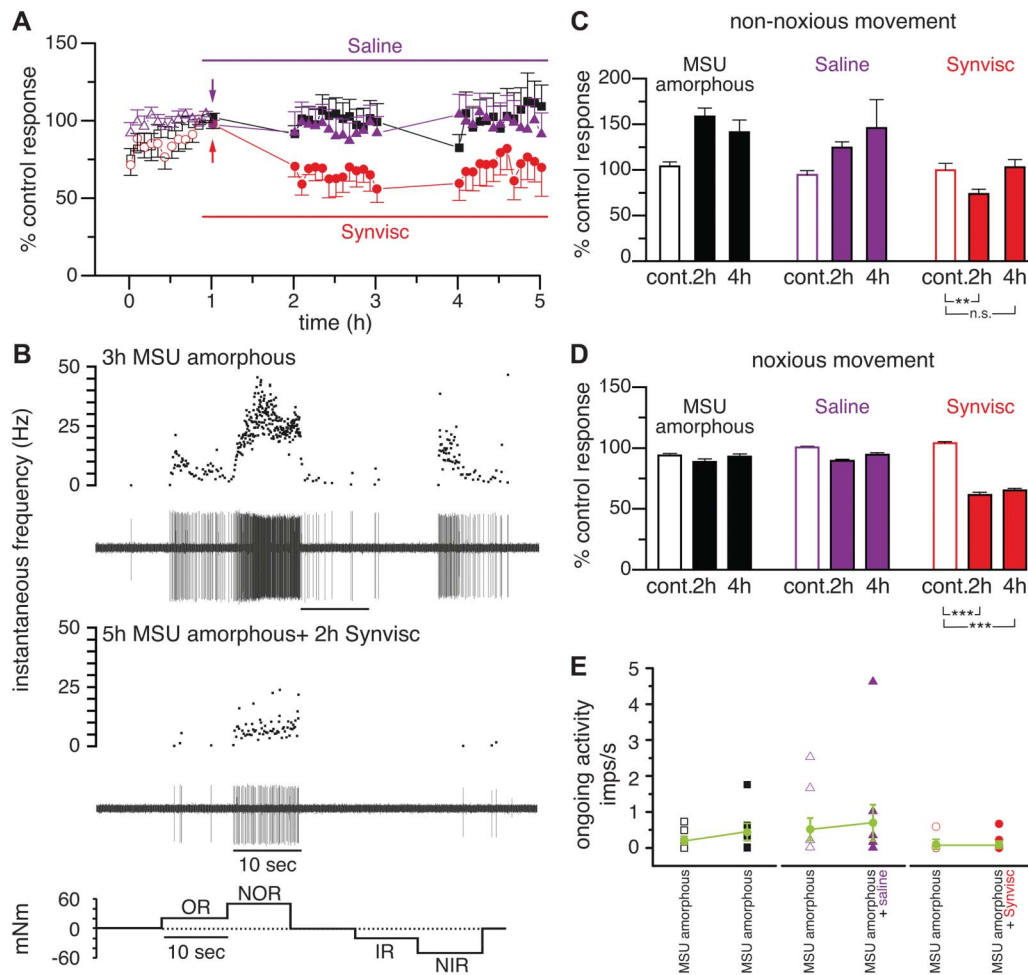 A
150
100
50
0
% control response
Saline
Synvisc
0 1 2 3 4 5
time (h)
B
3h MSU amorphous
50
25
0
instantaneous frequency (Hz)
5h MSU amorphous+ 2h Synvisc
50
25
0
10 sec
60
0
-60
mNm
OR
NOR
10 sec
IR
NIR
C
non-noxious movement
MSU
amorphous
Saline
Synvisc
200
150
100
50
0
% control response
cont. 2h 4h cont. 2h 4h cont. 2h 4h
**
n.s.
D
noxious movement
MSU
amorphous
Saline
Synvisc
150
100
50
0
% control response
cont. 2h 4h cont. 2h 4h cont. 2h 4h
***
***
E
5
4
3
2
1
0
ongoing activity
imps/s
MSU amorphous
MSU amorphous
MSU amorphous
MSU amorphous
+ saline
MSU amorphous
MSU amorphous
+ Synvisc